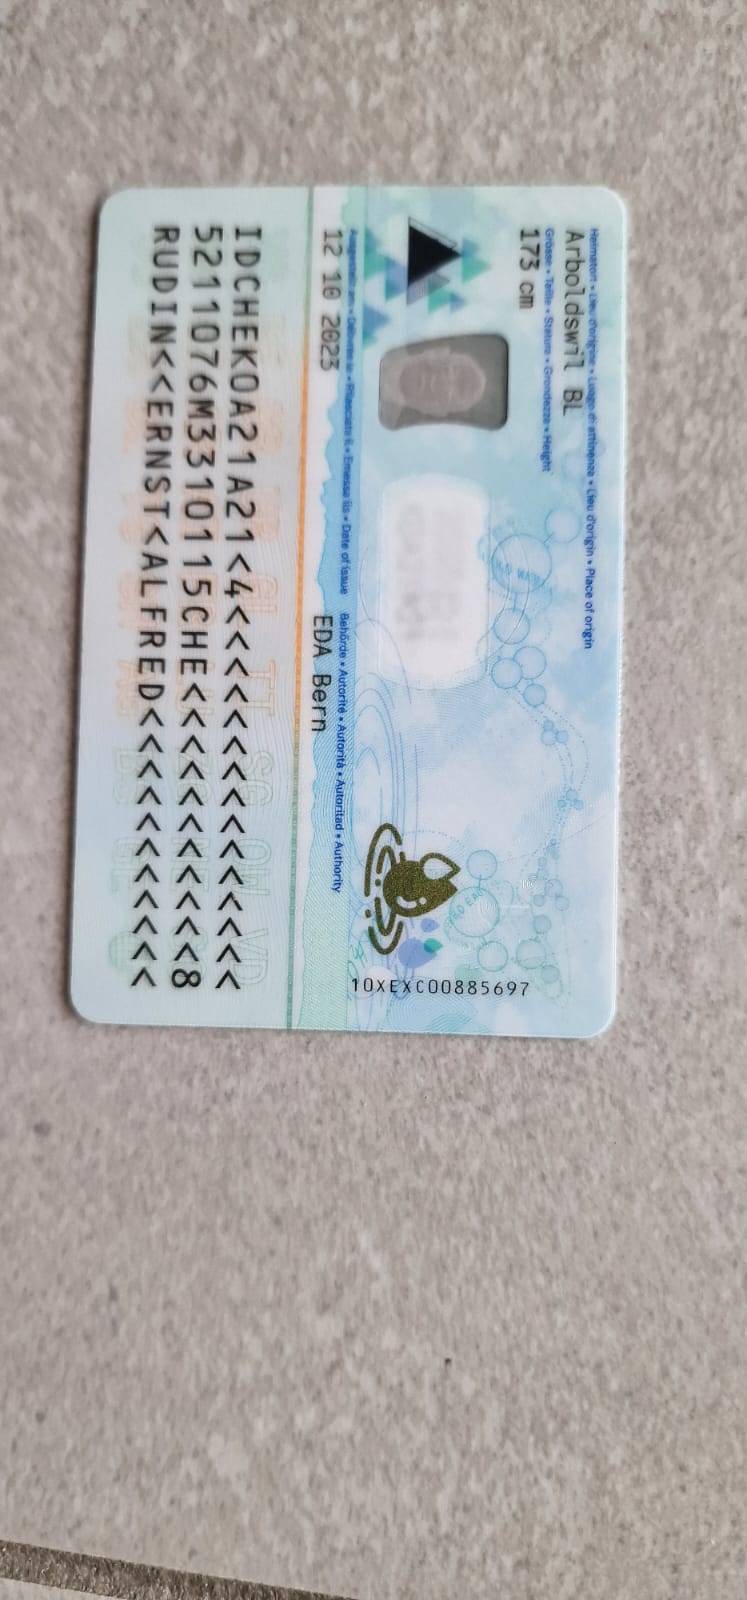 Heimatort • Lieu d'origine • Luogo di attinenza • Lieu d'origin • Place of origin
Arboldswil BL
Grösse • Taille • Statura • Grondezza • Height
173 cm
Ausgestellt am • Délivrée le • Rilasciata il • Emessa ils • Date of issue
12 10 2023
Behörde • Autorité • Autorità • Autoritad • Authority
EDA Bern
10XEXC00885697
IDCHEK0A21A21<4<<<<<<<<<<<<<<<
5211076M3310115CHE<<<<<<<<<<<8
RUDIN<<ERNST<ALFRED<<<<<<<<<<<